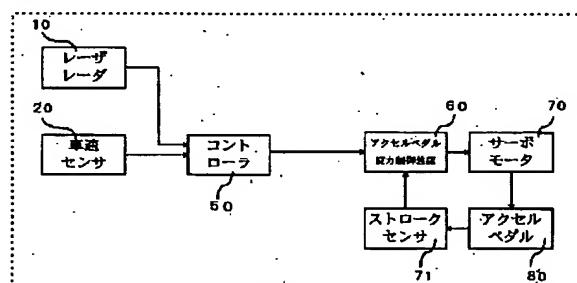 10
レーザ
レーダ
20
車速
センサ
コント
ローラ
50
60
アクセルペダル
反力制御装置
70
サーボ
モータ
ストローク
センサ
71
アクセル
ペダル
80